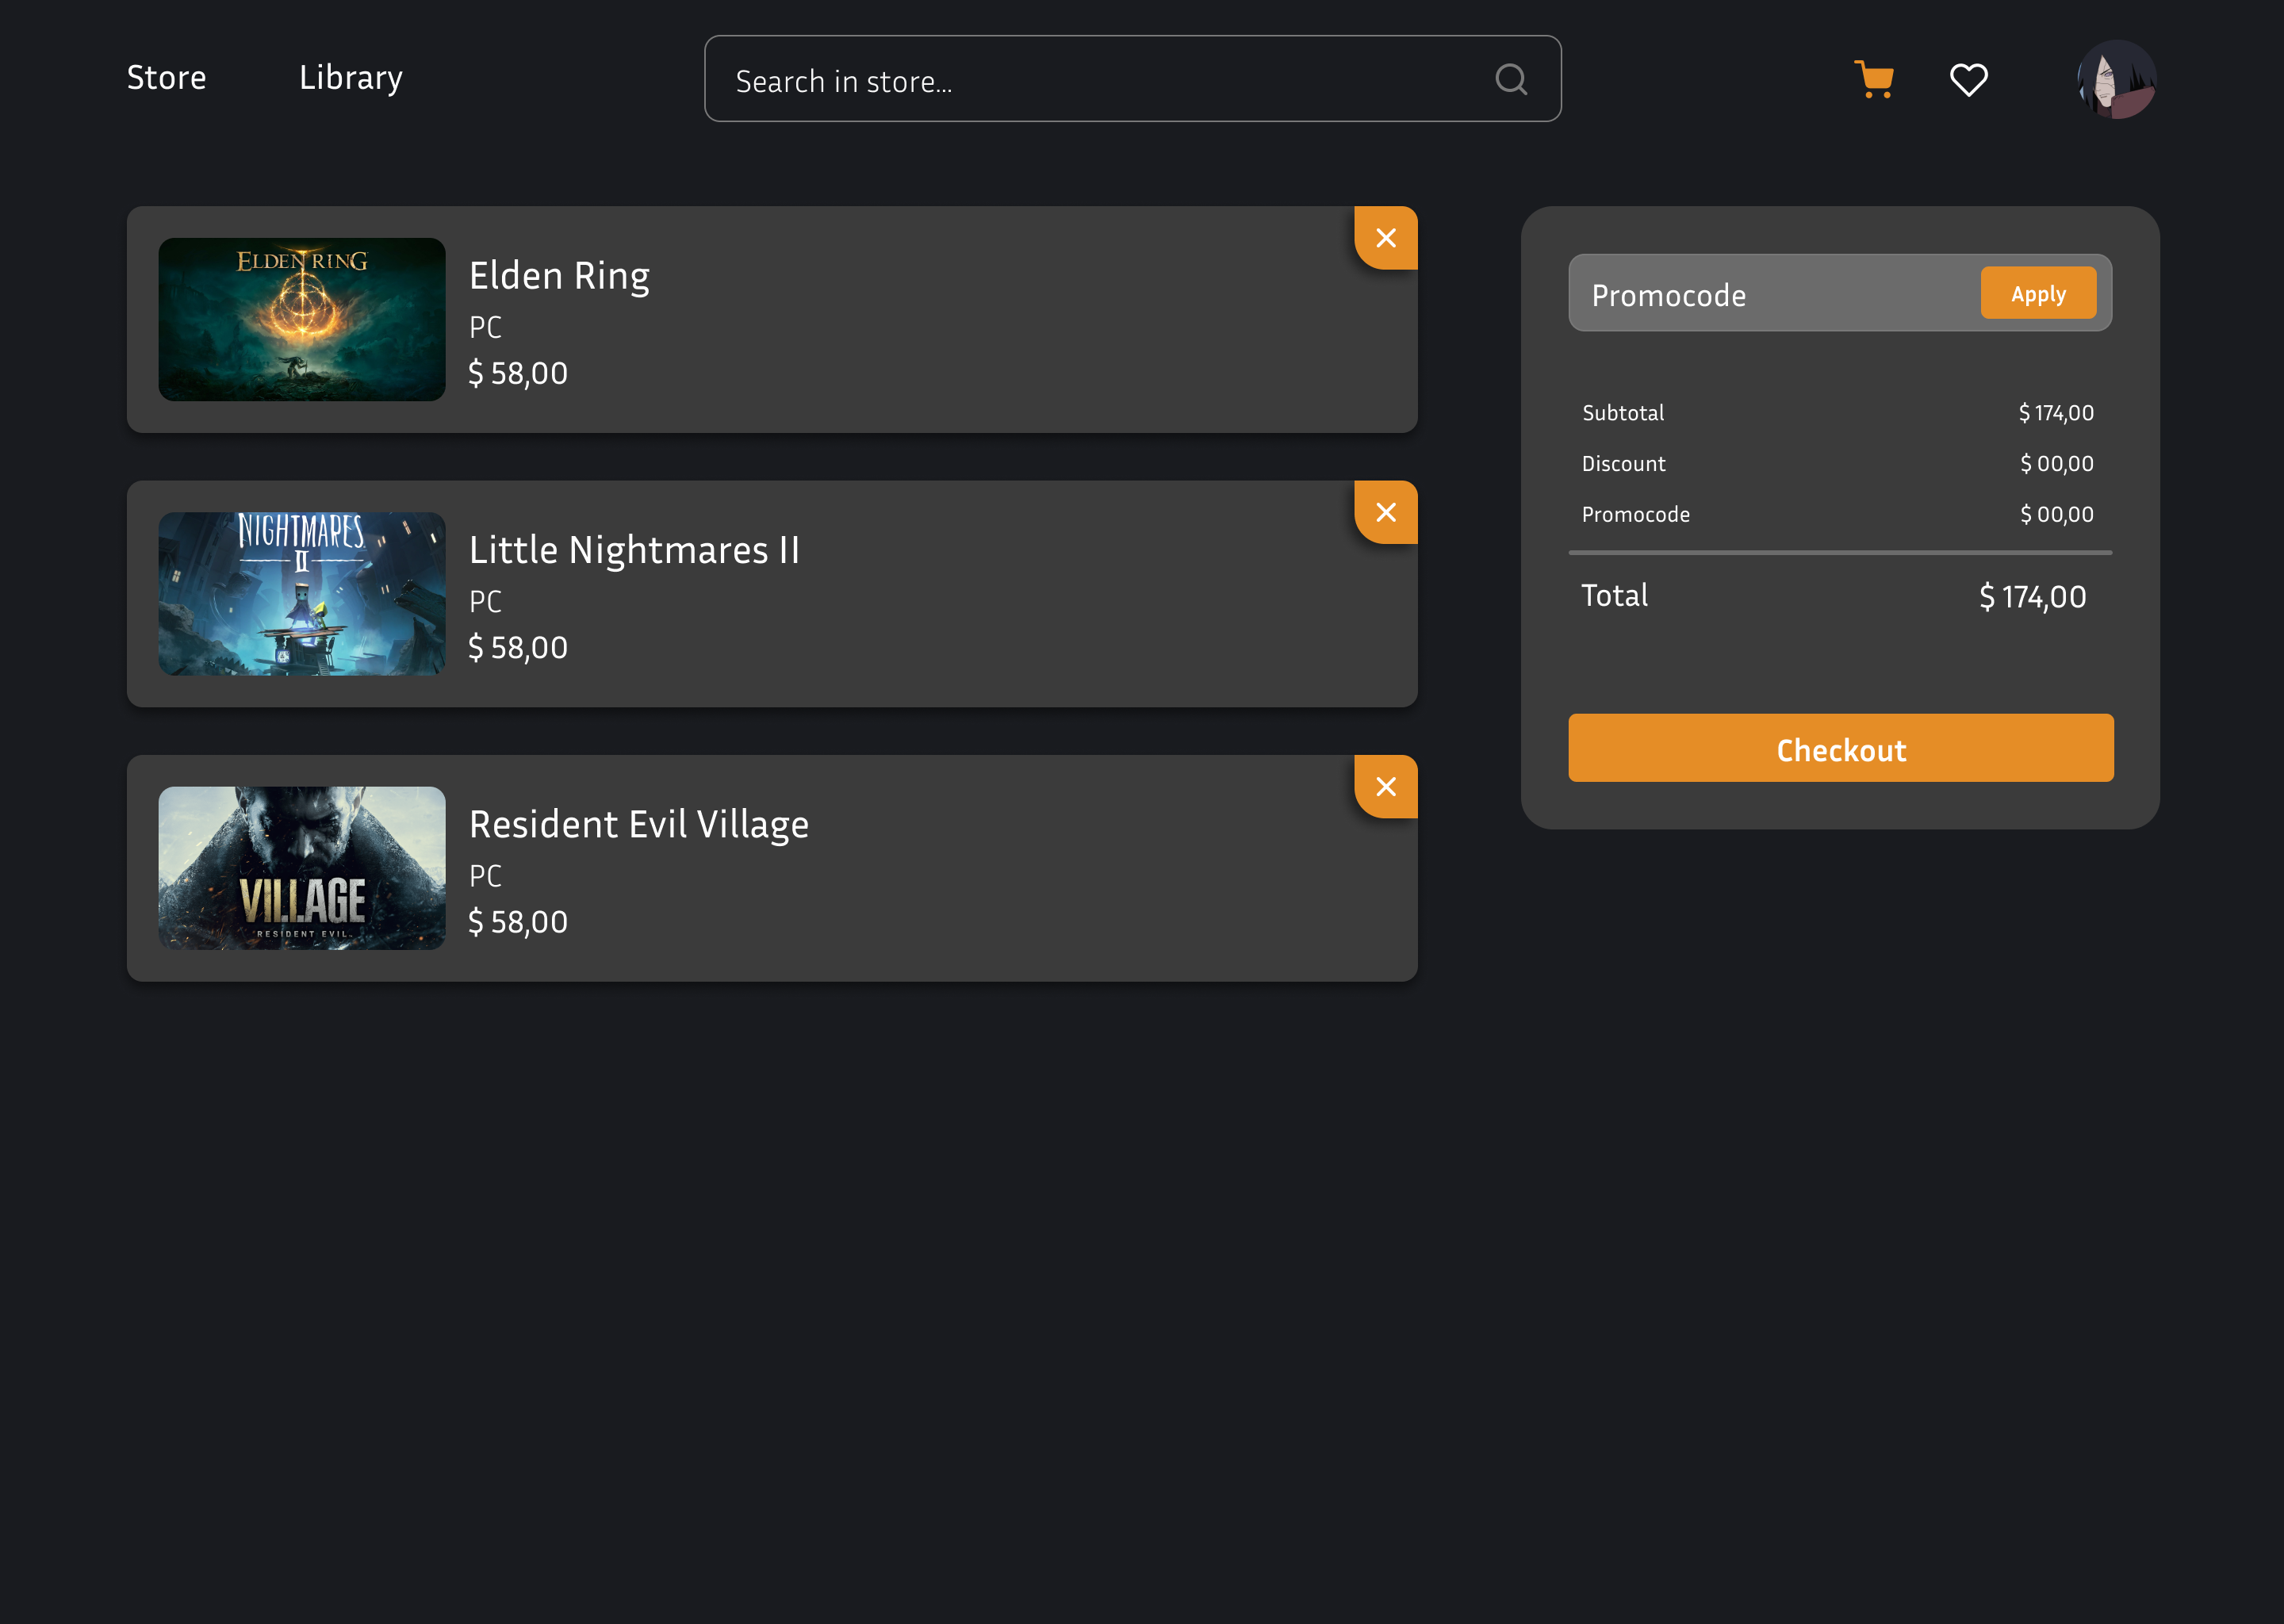 Store
Library
Search in store...
ELDEN RING
Elden Ring
PC
$ 58,00
NIGHTMARES
II
Little Nightmares II
PC
$ 58,00
VILLAGE
RESIDENT EVIL
Resident Evil Village
PC
$ 58,00
Promocode
Apply
Subtotal
$ 174,00
Discount
$ 00,00
Promocode
$ 00,00
Total
$ 174,00
Checkout